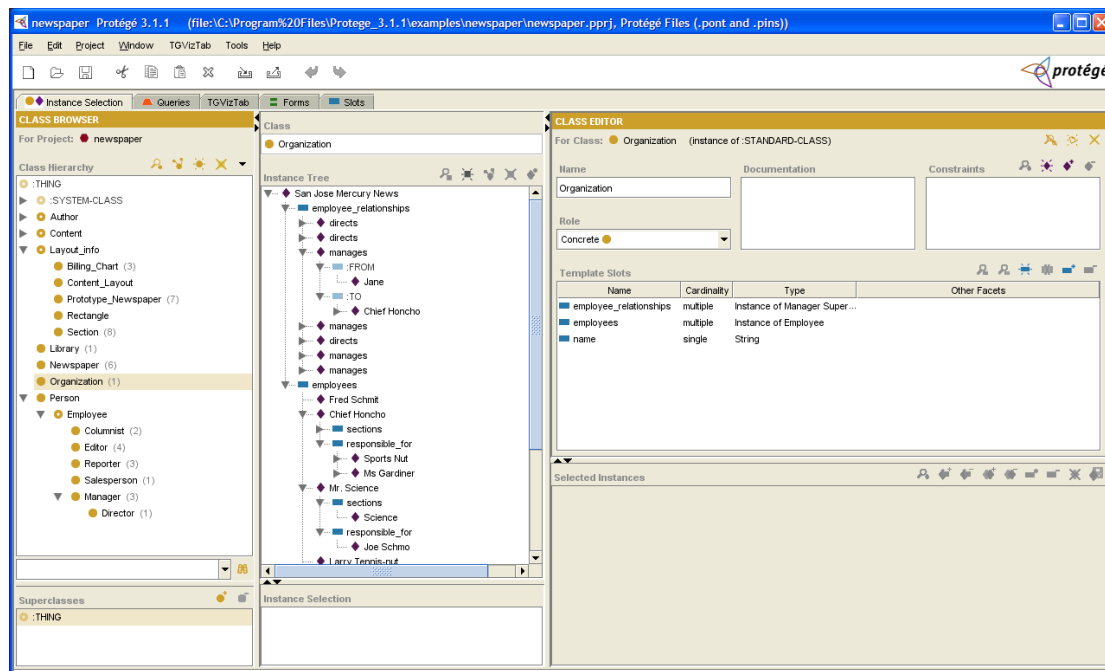 newspaper Protégé 3.1.1 (file:\C:\Program%20Files\Protege_3.1.1\examples\newspaper\newspaper.pprj, Protégé Files (.pont and .pins))
File Edit Project Window TGVizTab Tools Help
protégé
Instance Selection Queries TGVizTab Forms Slots
CLASS BROWSER
For Project: newspaper
Class Hierarchy
:THING
:SYSTEM-CLASS
Author
Content
Layout_info
Billing_Chart (3)
Content_Layout
Prototype_Newspaper (7)
Rectangle
Section (8)
Library (1)
Newspaper (6)
Organization (1)
Person
Employee
Columnist (2)
Editor (4)
Reporter (3)
Salesperson (1)
Manager (3)
Director (1)
Superclasses
:THING
Class
Organization
Instance Tree
San Jose Mercury News
employee_relationships
directs
directs
manages
:FROM
Jane
:TO
Chief Honcho
manages
directs
manages
manages
employees
Fred Schmit
Chief Honcho
sections
responsible_for
Sports Nut
Ms Gardiner
Mr. Science
sections
Science
responsible_for
Joe Schmo
Larry Tennis-nut
Instance Selection
CLASS EDITOR
For Class: Organization (instance of :STANDARD-CLASS)
Name Documentation Constraints
Organization
Role
Concrete
Template Slots
Name Cardinality Type Other Facets
employee_relationships multiple Instance of Manager Super...
employees multiple Instance of Employee
name single String
Selected Instances